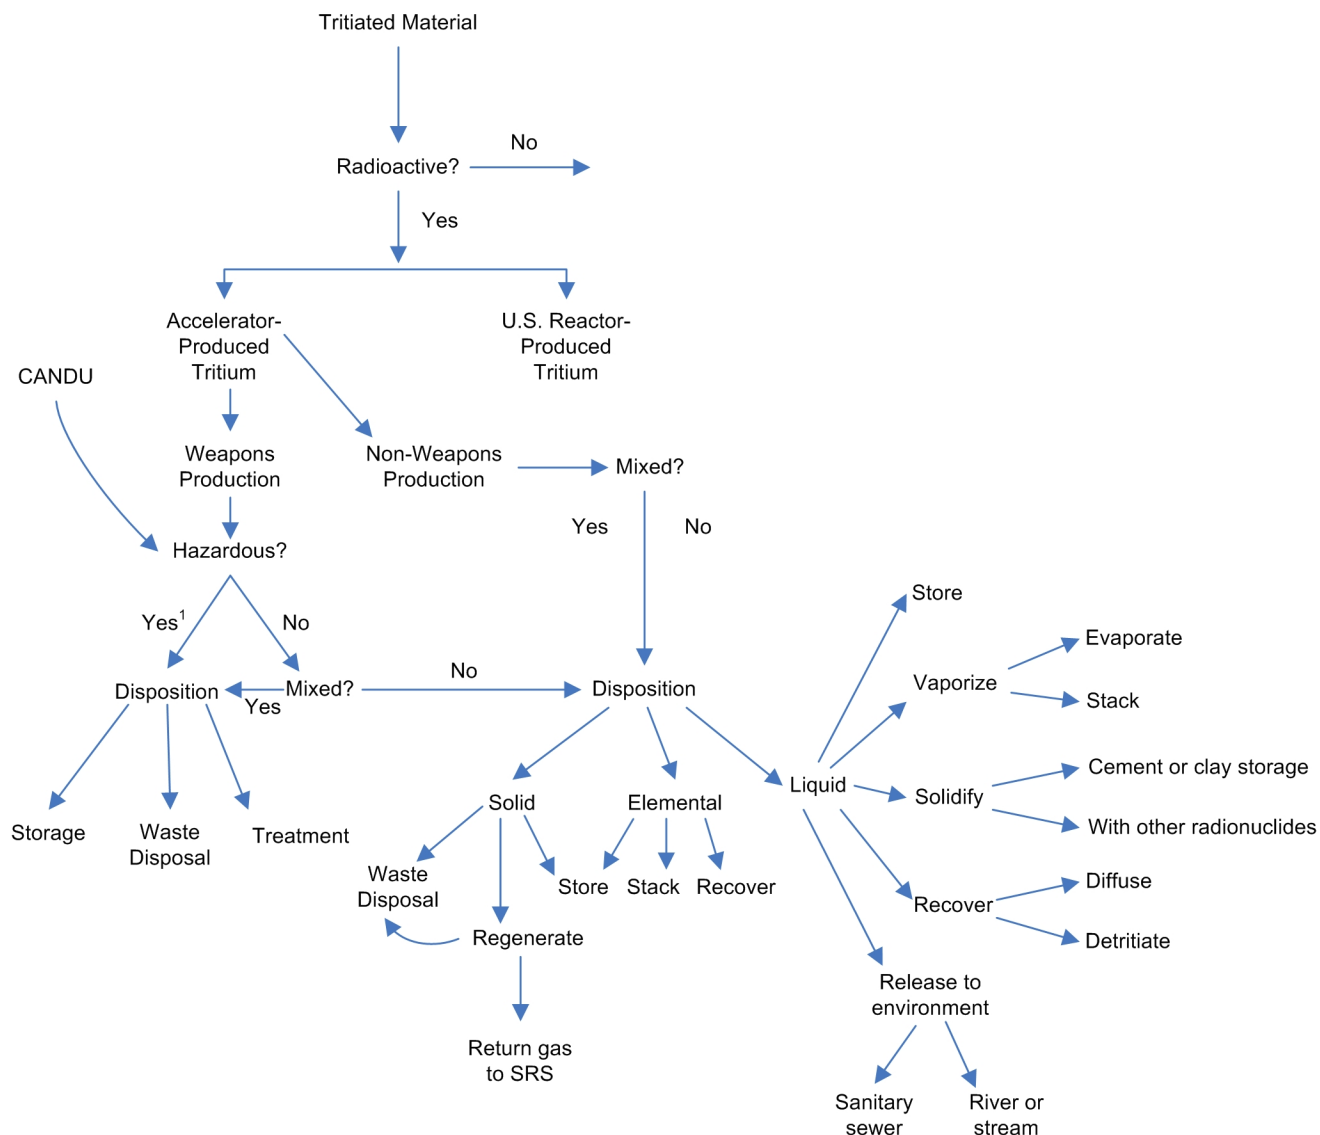 Tritiated Material
No
Radioactive?
Yes
Accelerator-
Produced
Tritium
U.S. Reactor-
Produced
Tritium
CANDU
Weapons
Production
Non-Weapons
Production
Mixed?
Yes
No
Hazardous?
Yes¹
No
Disposition
Yes
Mixed?
No
Disposition
Storage
Waste
Disposal
Treatment
Solid
Elemental
Liquid
Waste
Disposal
Store
Stack
Recover
Regenerate
Return gas
to SRS
Store
Vaporize
Evaporate
Stack
Solidify
Cement or clay storage
With other radionuclides
Recover
Diffuse
Detritiate
Release to
environment
Sanitary
sewer
River or
stream